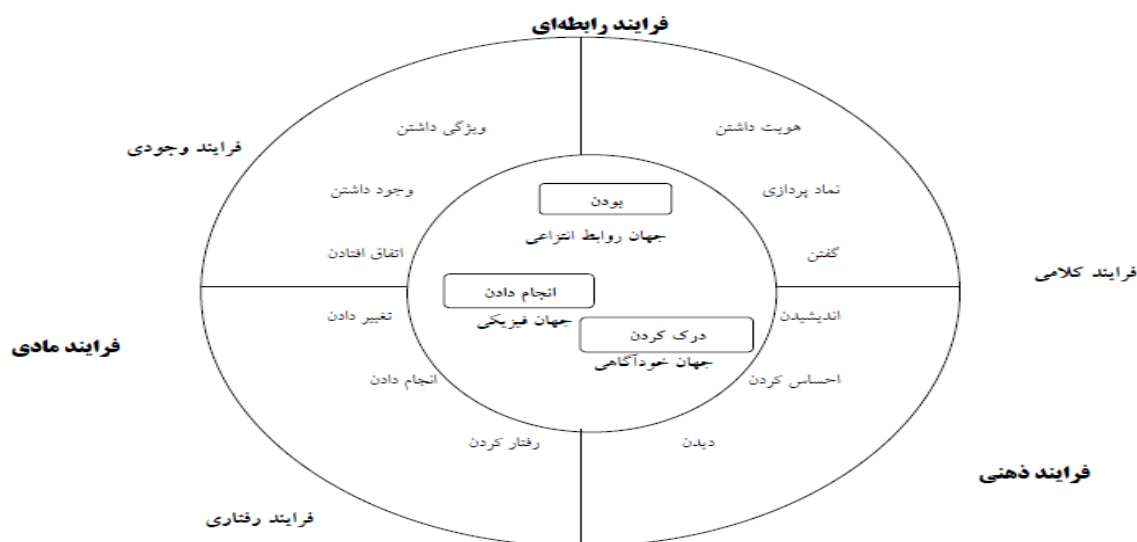 فرایند رابطه‌ای
هویت داشتن
ویژگی داشتن
فرایند وجودی
نماد پردازی
بودن
وجود داشتن
جهان روابط انتزاعی
گفتن
اتفاق افتادن
فرایند کلامی
انجام دادن
اندیشیدن
جهان فیزیکی
تغییر دادن
درک کردن
فرایند مادی
جهان خودآگاهی
احساس کردن
انجام دادن
دیدن
رفتار کردن
فرایند ذهنی
فرایند رفتاری